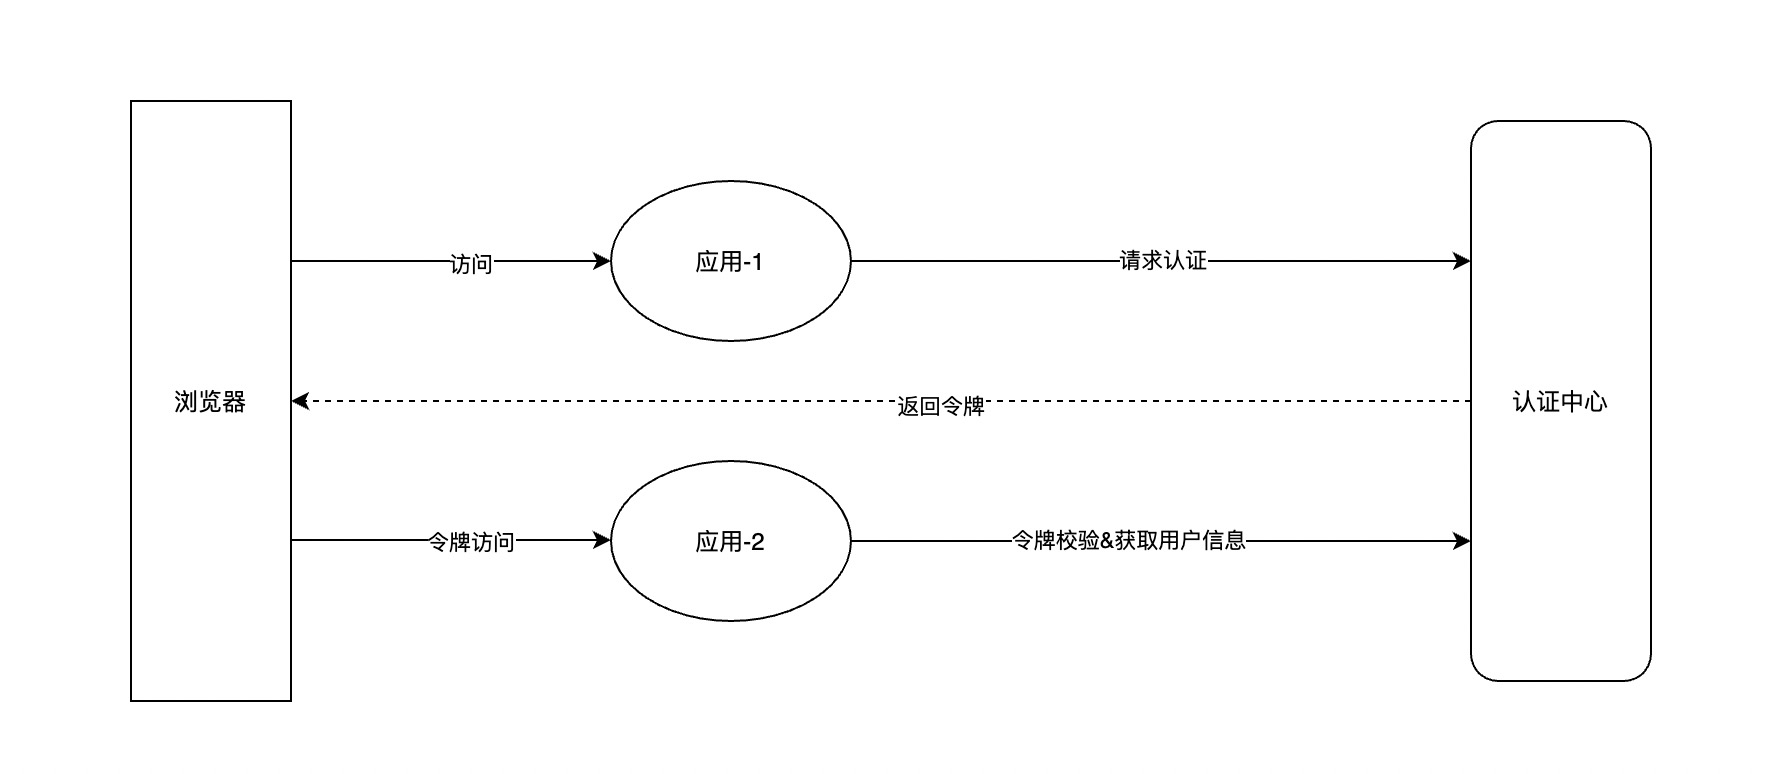 访问
应用-1
请求认证
浏览器
返回令牌
认证中心
令牌访问
应用-2
令牌校验&获取用户信息